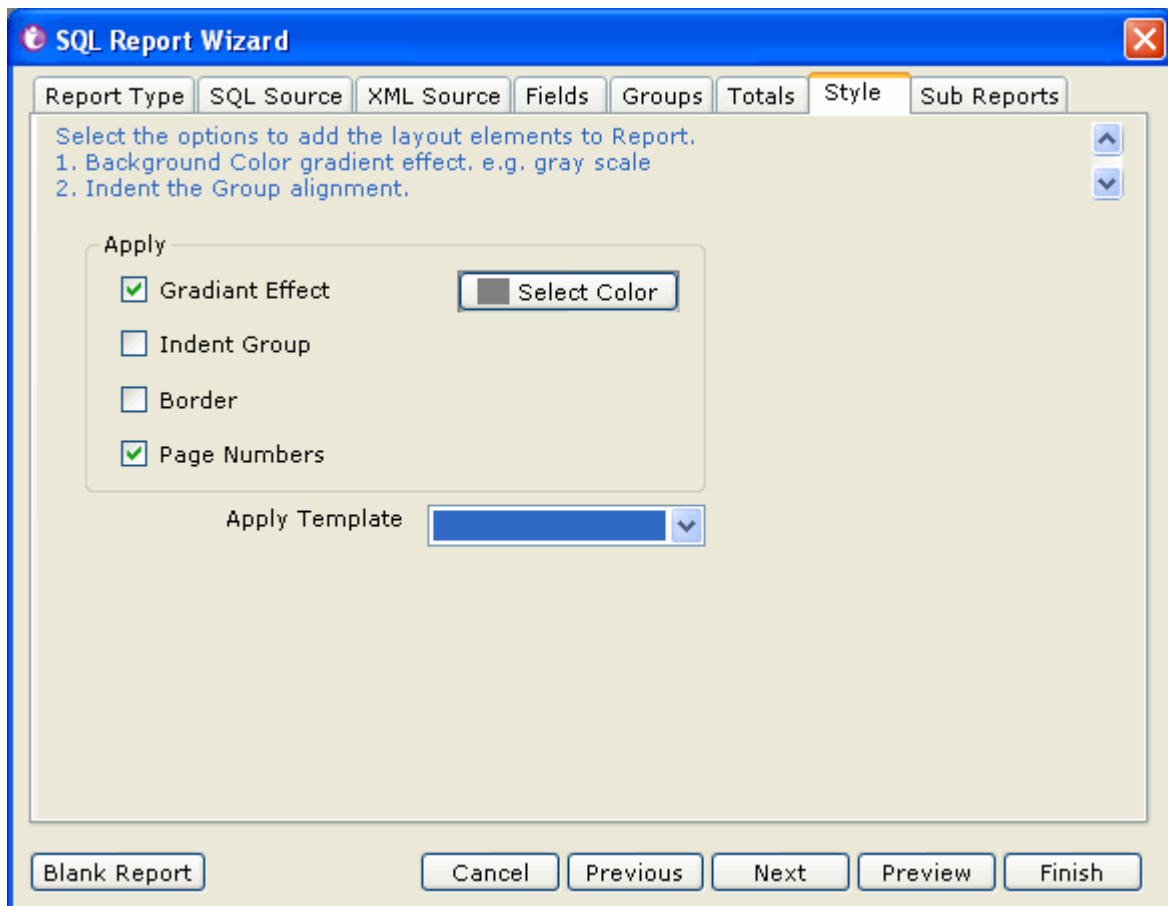 SQL Report Wizard
Report Type SQL Source XML Source Fields Groups Totals Style Sub Reports
Select the options to add the layout elements to Report.
1. Background Color gradient effect. e.g. gray scale
2. Indent the Group alignment.
Apply
Gradiant Effect Select Color
Indent Group
Border
Page Numbers
Apply Template
Blank Report Cancel Previous Next Preview Finish